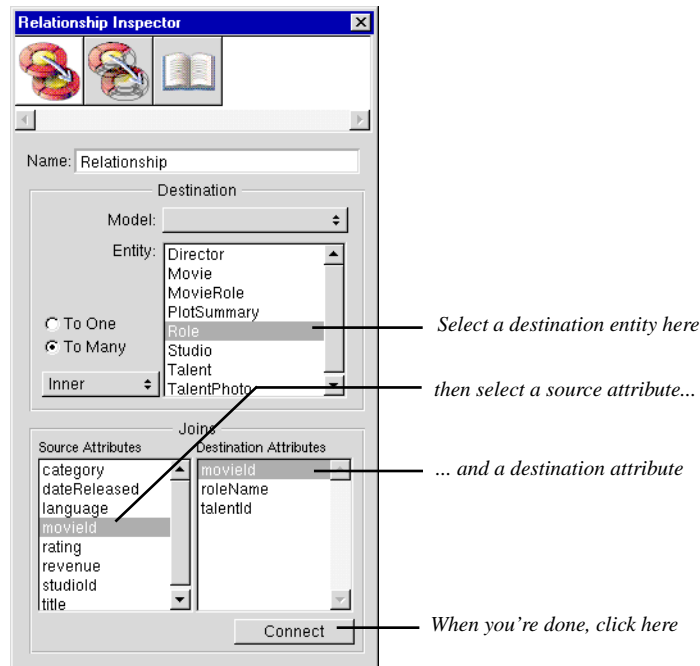 Relationship Inspector
Name: Relationship
Destination
Model:
Entity:
Director
Movie
MovieRole
PlotSummary
Role
Studio
Talent
TalentPhoto
To One
To Many
Inner
Select a destination entity here
then select a source attribute...
Joins
Source Attributes
category
dateReleased
language
movieId
rating
revenue
studioId
title
Destination Attributes
movieId
roleName
talentId
... and a destination attribute
Connect
When you're done, click here